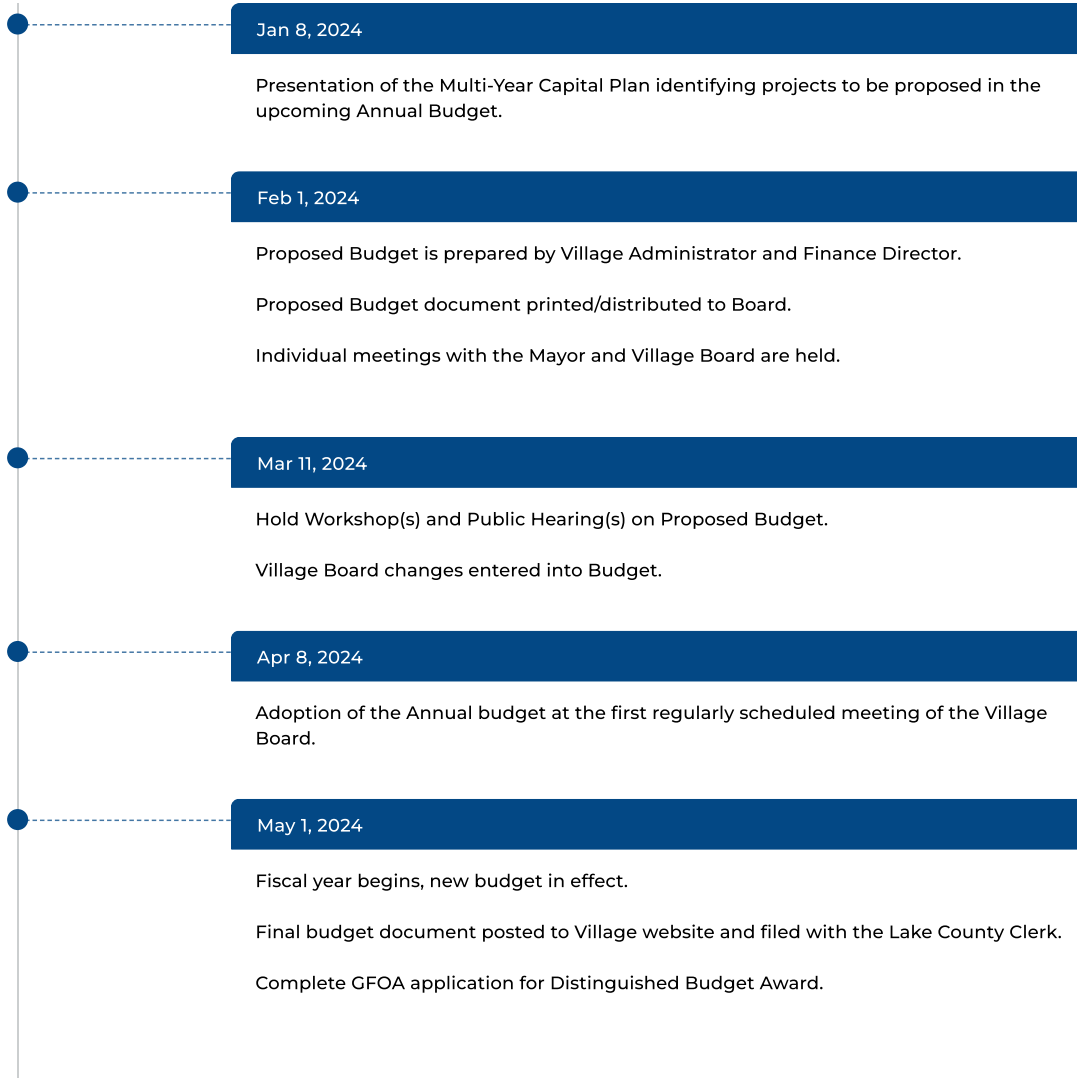 Jan 8, 2024
Presentation of the Multi-Year Capital Plan identifying projects to be proposed in the
upcoming Annual Budget.
Feb 1, 2024
Proposed Budget is prepared by Village Administrator and Finance Director.
Proposed Budget document printed/distributed to Board.
Individual meetings with the Mayor and Village Board are held.
Mar 11, 2024
Hold Workshop(s) and Public Hearing(s) on Proposed Budget.
Village Board changes entered into Budget.
Apr 8, 2024
Adoption of the Annual budget at the first regularly scheduled meeting of the Village
Board.
May 1, 2024
Fiscal year begins, new budget in effect.
Final budget document posted to Village website and filed with the Lake County Clerk.
Complete GFOA application for Distinguished Budget Award.